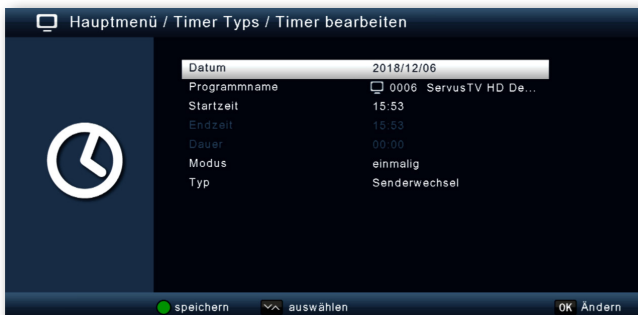 Hauptmenü / Timer Typs / Timer bearbeiten
Datum 2018/12/06
Programmname 0006 ServusTV HD De...
Startzeit 15:53
Endzeit 15:53
Dauer 00:00
Modus einmalig
Typ Senderwechsel
speichern auswählen OK Ändern